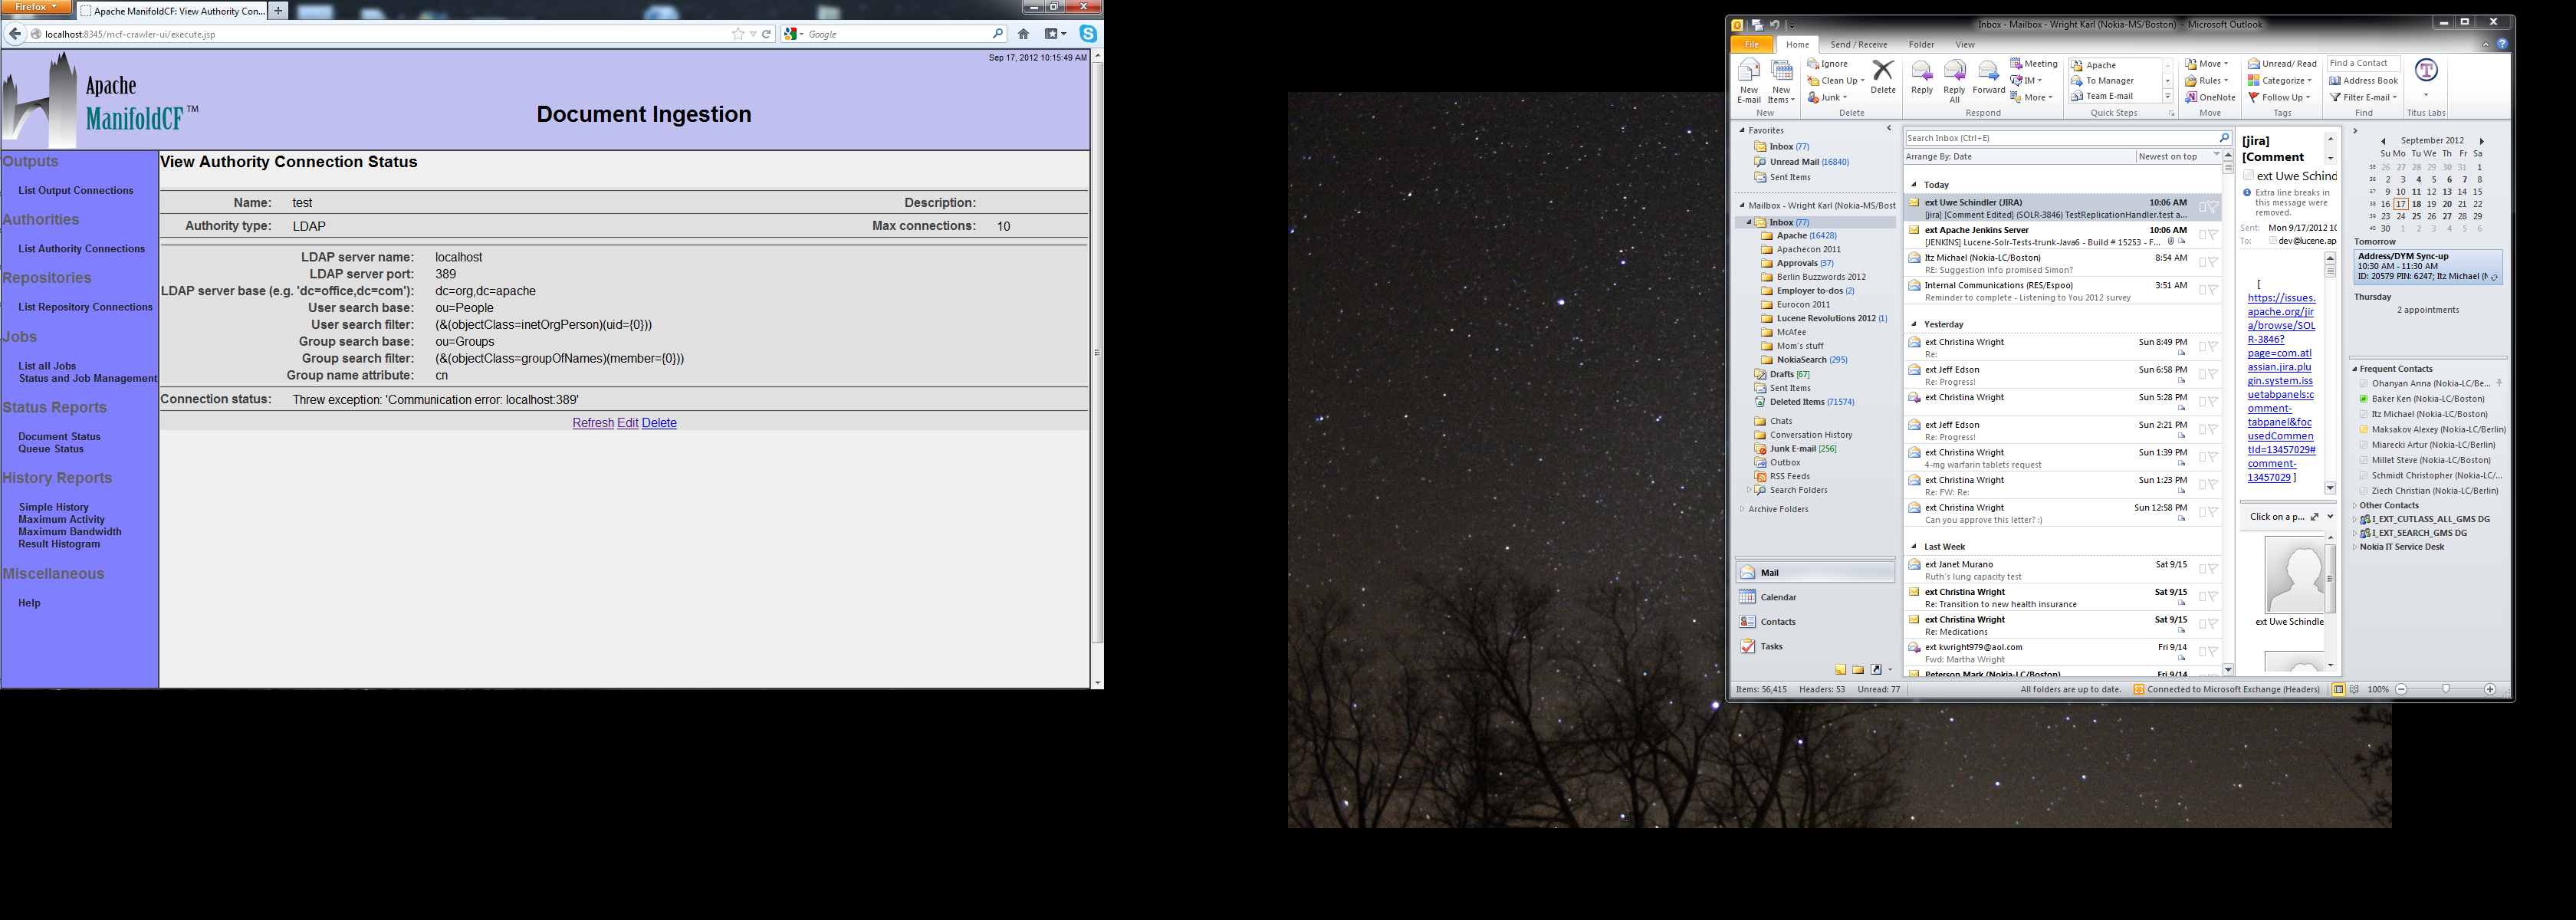 Firefox
Apache ManifoldCF: View Authority Con...
localhost:8345/mcf-crawler-ui/execute.jsp
Google
Sep 17, 2012 10:15:49 AM
Apache
ManifoldCF™
Document Ingestion
Outputs
List Output Connections
Authorities
List Authority Connections
Repositories
List Repository Connections
Jobs
List all Jobs
Status and Job Management
Status Reports
Document Status
Queue Status
History Reports
Simple History
Maximum Activity
Maximum Bandwidth
Result Histogram
Miscellaneous
Help
View Authority Connection Status
Name: test Description:
Authority type: LDAP Max connections: 10
LDAP server name: localhost
LDAP server port: 389
LDAP server base (e.g. 'dc=office,dc=com'): dc=org,dc=apache
User search base: ou=People
User search filter: (&(objectClass=inetOrgPerson)(uid={0}))
Group search base: ou=Groups
Group search filter: (&(objectClass=groupOfNames)(member={0}))
Group name attribute: cn
Connection status: Threw exception: 'Communication error: localhost:389'
Refresh Edit Delete
Inbox - Mailbox - Wright Karl (Nokia-MS/Boston) - Microsoft Outlook
File Home Send / Receive Folder View
New E-mail
New Items
New
Ignore
Clean Up
Junk
Delete
Delete
Reply
Reply All
Forward
Meeting
IM
More
Respond
Apache
To Manager
Team E-mail
Quick Steps
Move
Rules
OneNote
Move
Unread/ Read
Categorize
Follow Up
Tags
Find a Contact
Address Book
Filter E-mail
Find
Titus Labs
Favorites
Inbox (77)
Unread Mail (16840)
Sent Items
Mailbox - Wright Karl (Nokia-MS/Bost
Inbox (77)
Apache (16428)
Apachecon 2011
Approvals (37)
Berlin Buzzwords 2012
Employer to-dos (2)
Eurocon 2011
Lucene Revolutions 2012 (1)
McAfee
Mom's stuff
NokiaSearch (295)
Drafts [67]
Sent Items
Deleted Items (71574)
Chats
Conversation History
Junk E-mail [256]
Outbox
RSS Feeds
Search Folders
Archive Folders
Mail
Calendar
Contacts
Tasks
Search Inbox (Ctrl+E)
Arrange By: Date Newest on top
Today
ext Uwe Schindler (JIRA) 10:06 AM
[jira] [Comment Edited] (SOLR-3846) TestReplicationHandler.test a...
ext Apache Jenkins Server 10:06 AM
[JENKINS] Lucene-Solr-Tests-trunk-Java6 - Build # 15253 - F...
Itz Michael (Nokia-LC/Boston) 8:54 AM
RE: Suggestion info promised Simon?
Internal Communications (RES/Espoo) 3:51 AM
Reminder to complete - Listening to You 2012 survey
Yesterday
ext Christina Wright Sun 8:49 PM
Re:
ext Jeff Edson Sun 6:58 PM
Re: Progress!
ext Christina Wright Sun 5:28 PM
ext Jeff Edson Sun 2:21 PM
Re: Progress!
ext Christina Wright Sun 1:39 PM
4-mg warfarin tablets request
ext Christina Wright Sun 1:23 PM
Re: FW: Re:
ext Christina Wright Sun 12:58 PM
Can you approve this letter? :)
Last Week
ext Janet Murano Sat 9/15
Ruth's lung capacity test
ext Christina Wright Sat 9/15
Re: Transition to new health insurance
ext Christina Wright Sat 9/15
Re: Medications
ext kwright979@aol.com Fri 9/14
Fwd: Martha Wright
Peterson Mark (Nokia-LC/Boston) Fri 9/14
[jira]
[Comment
ext Uwe Schind
Extra line breaks in
this message were
removed.
Sent: Mon 9/17/2012 10
To: dev@lucene.ap
[
https://issues.
apache.org/jir
a/browse/SOL
R-3846?
page=com.atl
assian.jira.plu
gin.system.iss
uetabpanels:c
omment-
tabpanel&foc
usedCommen
tId=13457029#
comment-
13457029 ]
Click on a p...
ext Uwe Schindle
September 2012
Su Mo Tu We Th Fr Sa
35 26 27 28 29 30 31 1
36 2 3 4 5 6 7 8
37 9 10 11 12 13 14 15
38 16 17 18 19 20 21 22
39 23 24 25 26 27 28 29
40 30 1 2 3 4 5 6
Tomorrow
Address/DYM Sync-up
10:30 AM - 11:30 AM
ID: 20579 PIN: 6247; Itz Michael (N
Thursday
2 appointments
Frequent Contacts
Ohanyan Anna (Nokia-LC/Be...
Baker Ken (Nokia-LC/Boston)
Itz Michael (Nokia-LC/Boston)
Maksakov Alexey (Nokia-LC/Berlin)
Miarecki Artur (Nokia-LC/Berlin)
Millet Steve (Nokia-LC/Boston)
Schmidt Christopher (Nokia-LC/...
Ziech Christian (Nokia-LC/Berlin)
Other Contacts
I_EXT_CUTLASS_ALL_GMS DG
I_EXT_SEARCH_GMS DG
Nokia IT Service Desk
Items: 56,415 Headers: 53 Unread: 77 All folders are up to date. Connected to Microsoft Exchange (Headers) 100%